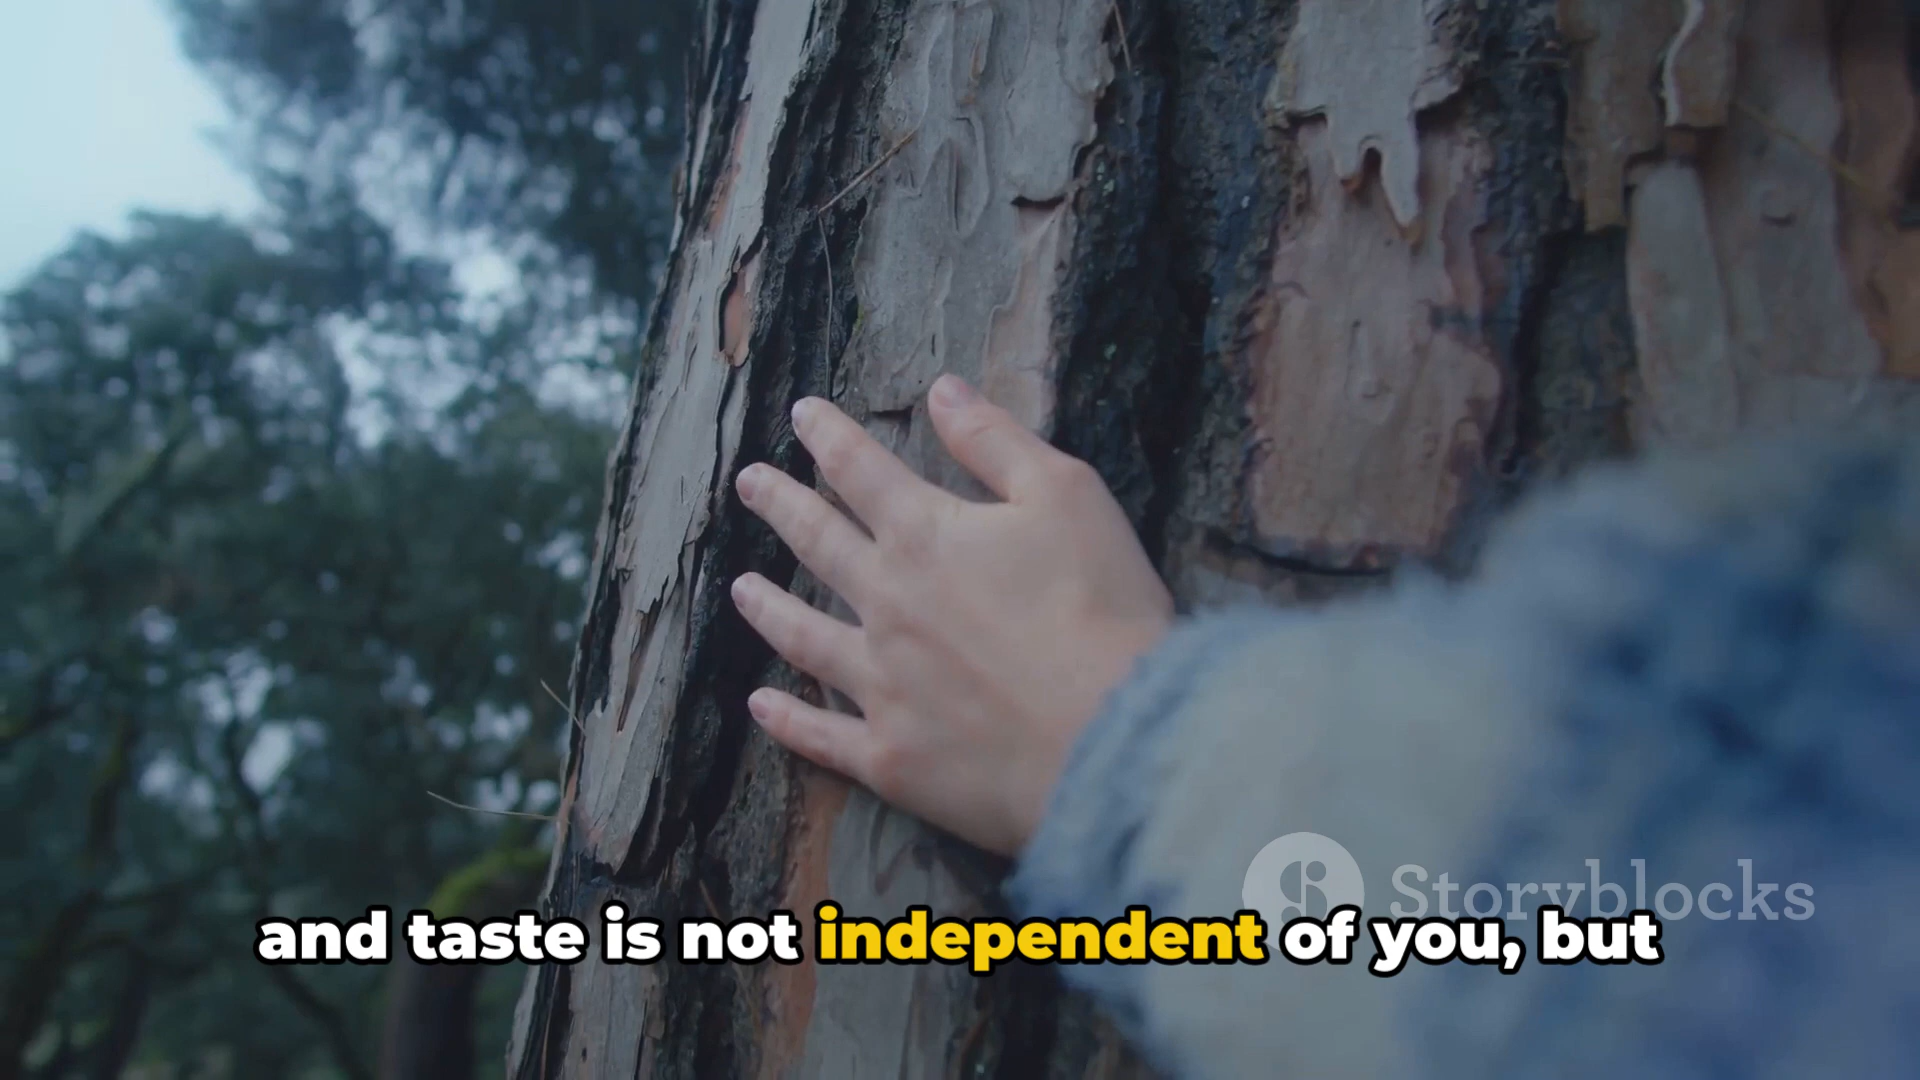 Storyblocks
and taste is not independent of you, but